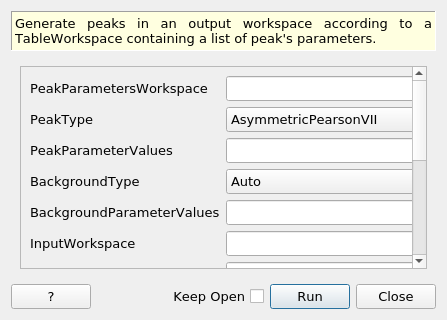 Generate peaks in an output workspace according to a
TableWorkspace containing a list of peak's parameters.
PeakParametersWorkspace
PeakType AsymmetricPearsonVII
PeakParameterValues
BackgroundType Auto
BackgroundParameterValues
InputWorkspace
? Keep Open Run Close